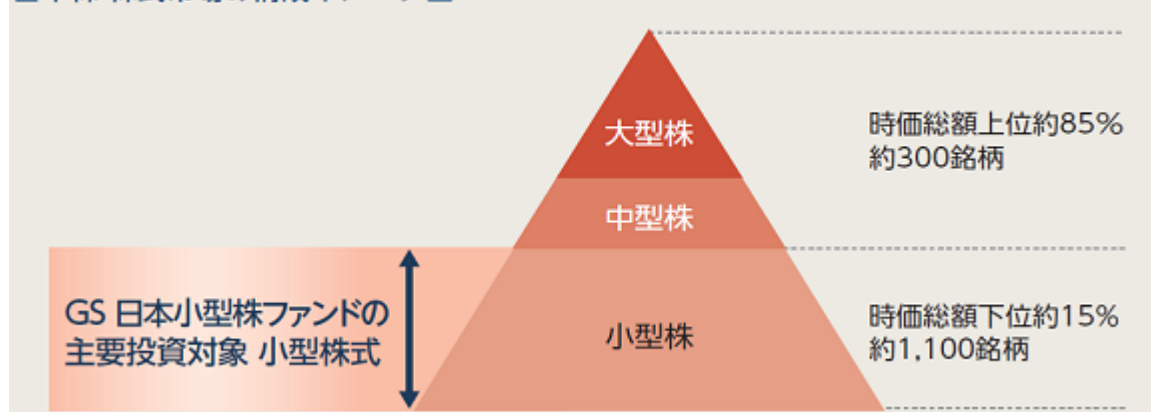 大型株
時価総額上位約85%
約300銘柄
中型株
GS 日本小型株ファンドの
主要投資対象 小型株式
小型株
時価総額下位約15%
約1,100銘柄